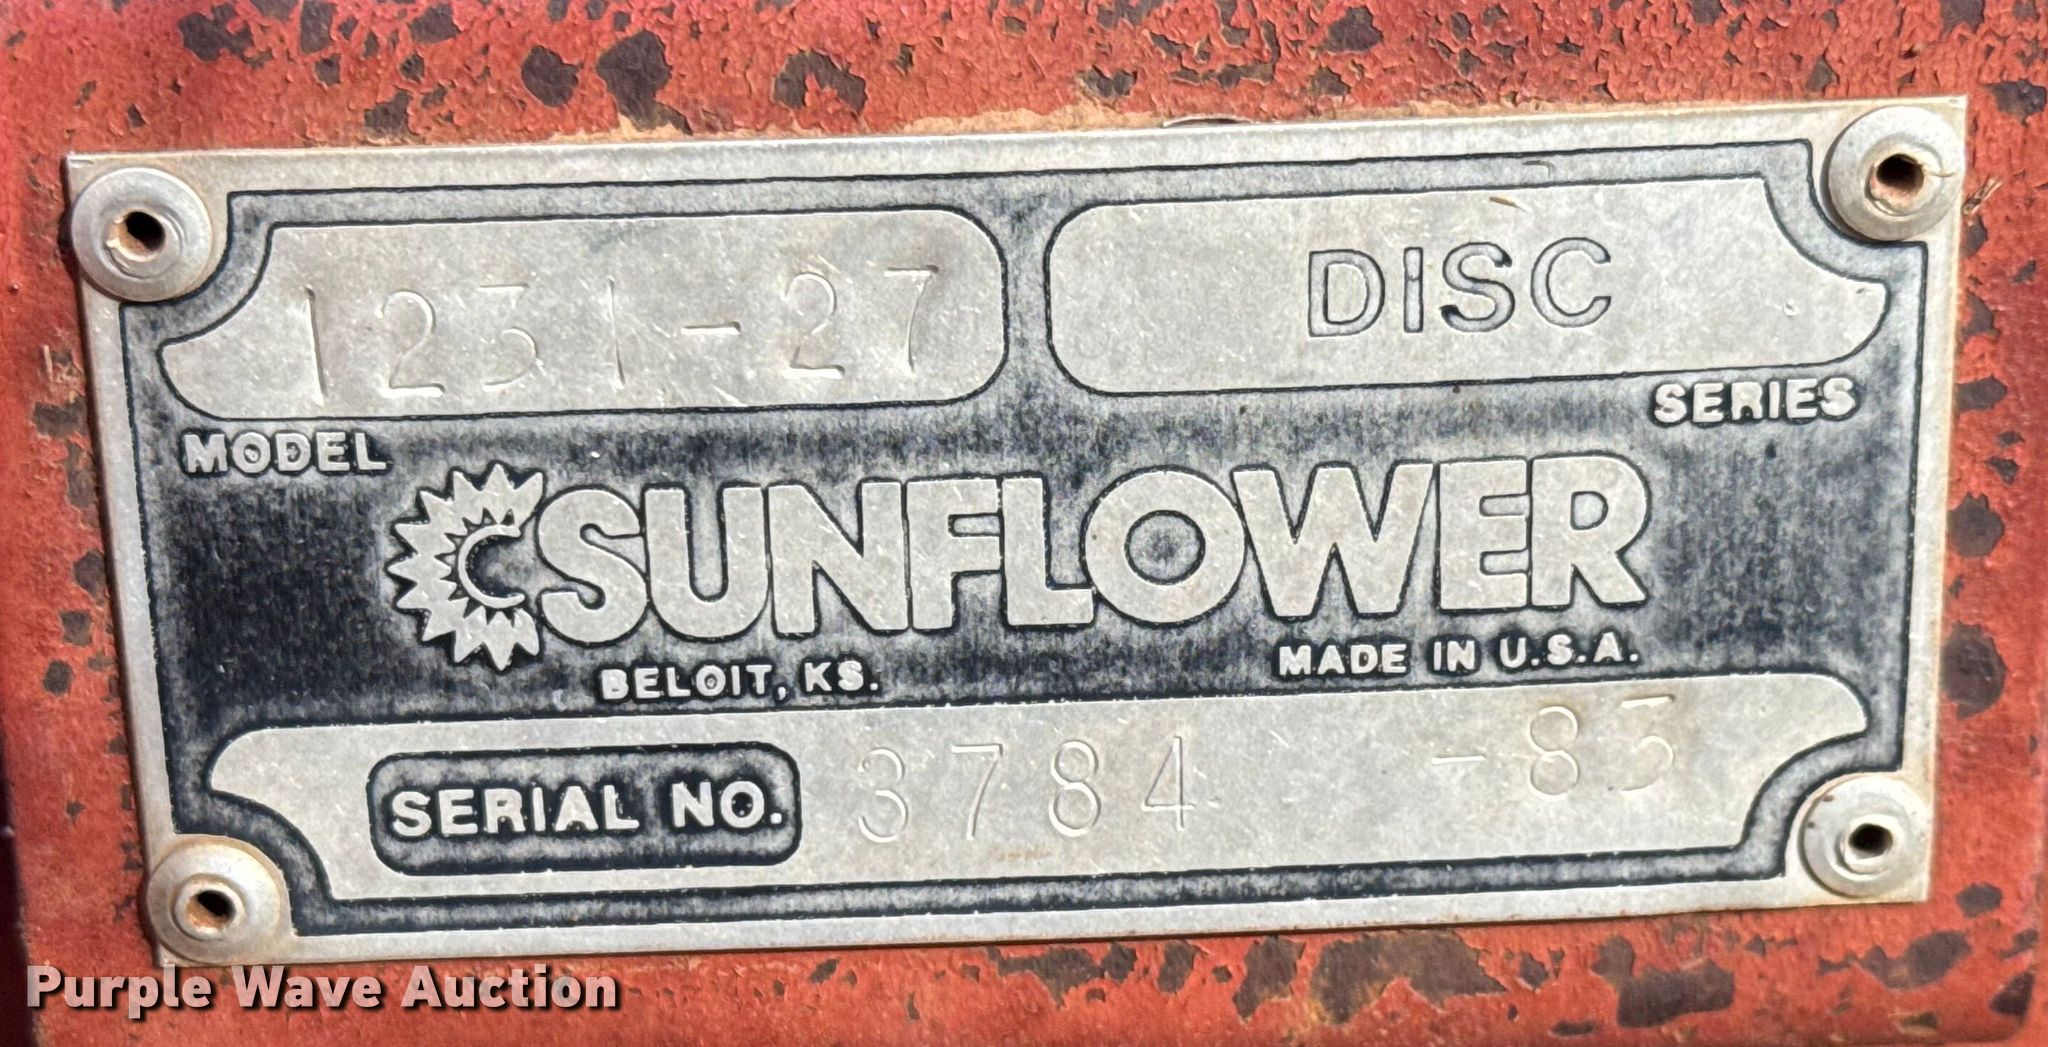 1231-27
DISC
MODEL
SERIES
SUNFLOWER
BELOIT, KS.
MADE IN U.S.A.
SERIAL NO. 3784 -83
Purple Wave Auction